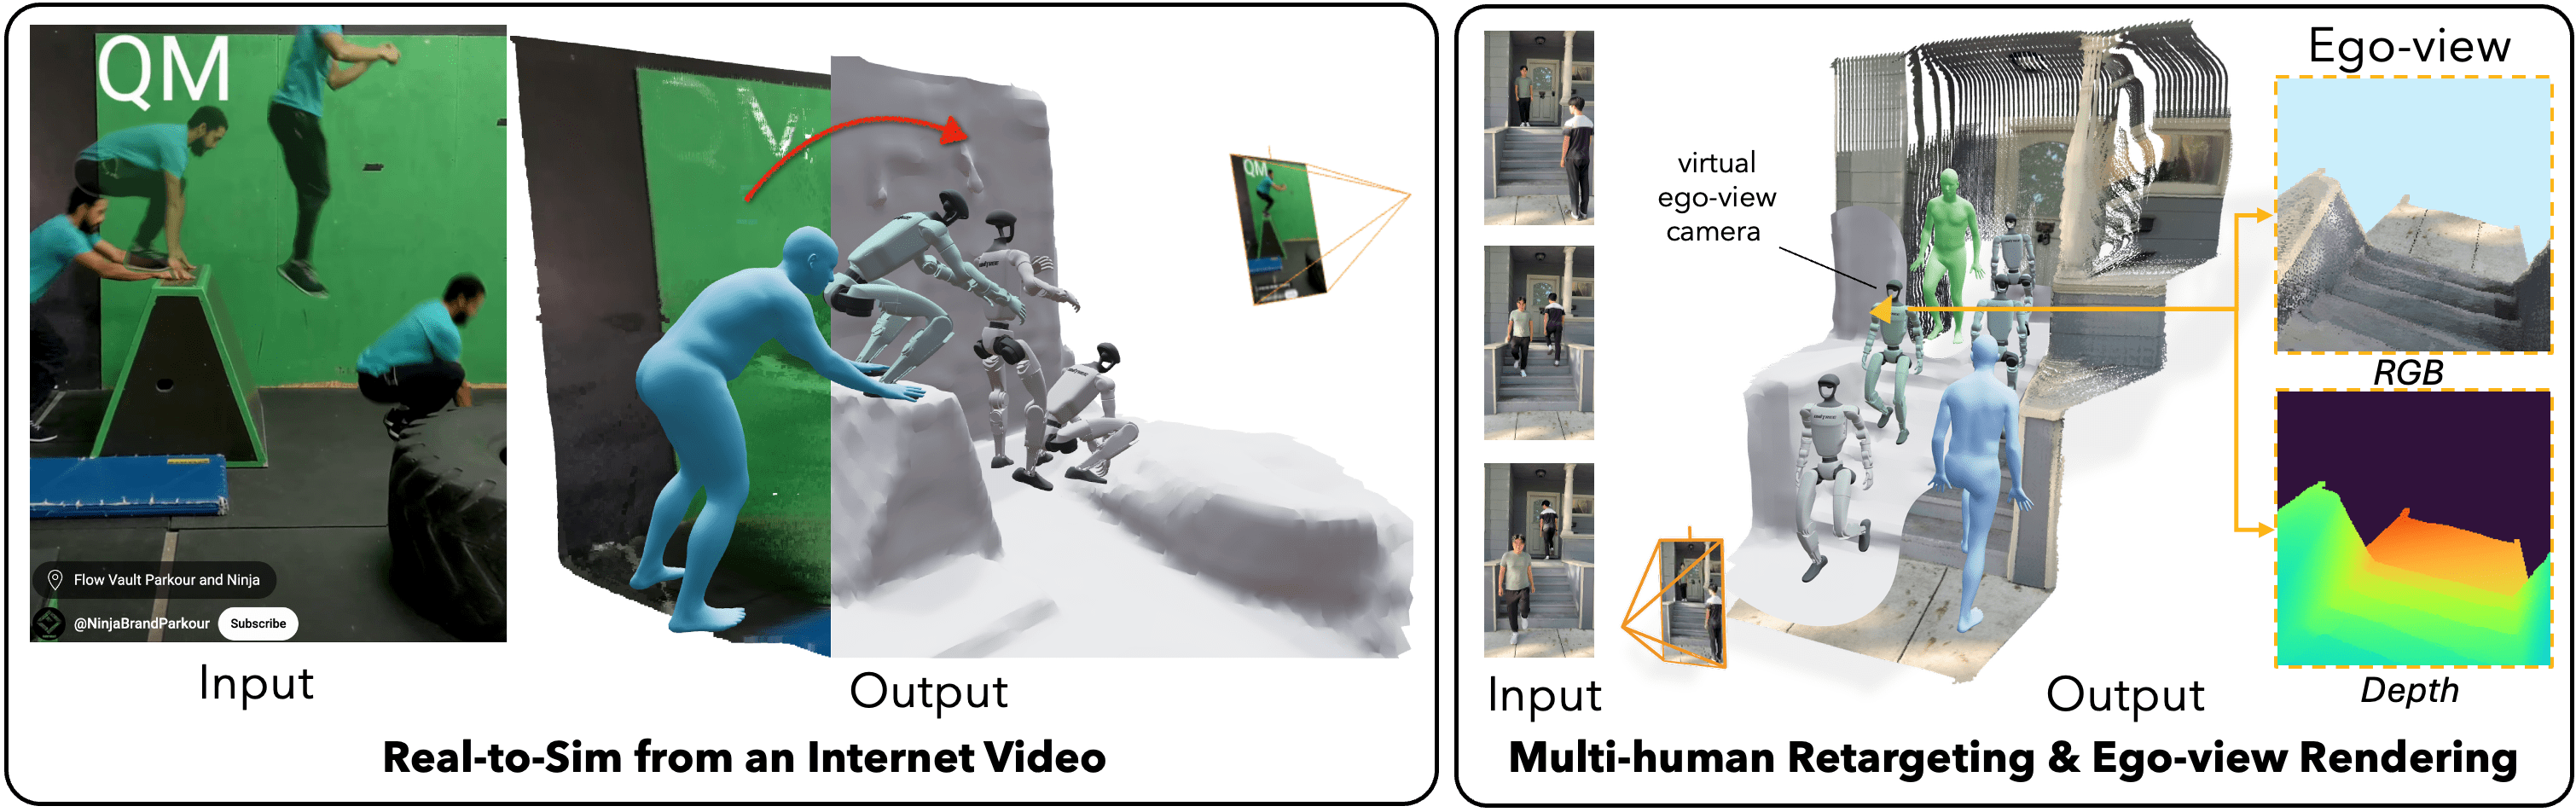 QM
Flow Vault Parkour and Ninja
@NinjaBrandParkour
Subscribe
Input
QM
Output
Real-to-Sim from an Internet Video
virtual
ego-view
camera
Ego-view
RGB
Depth
Input
Output
Multi-human Retargeting & Ego-view Rendering